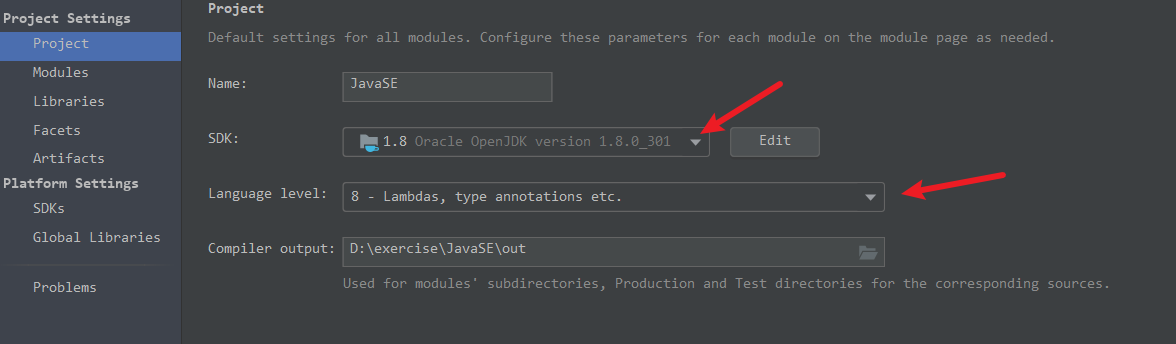 Project Settings
Project
Modules
Libraries
Facets
Artifacts
Platform Settings
SDKs
Global Libraries
Problems
Project
Default settings for all modules. Configure these parameters for each module on the module page as needed.
Name:
JavaSE
SDK:
1.8 Oracle OpenJDK version 1.8.0_301
Edit
Language level:
8 - Lambdas, type annotations etc.
Compiler output:
D:\exercise\JavaSE\out
Used for modules' subdirectories, Production and Test directories for the corresponding sources.